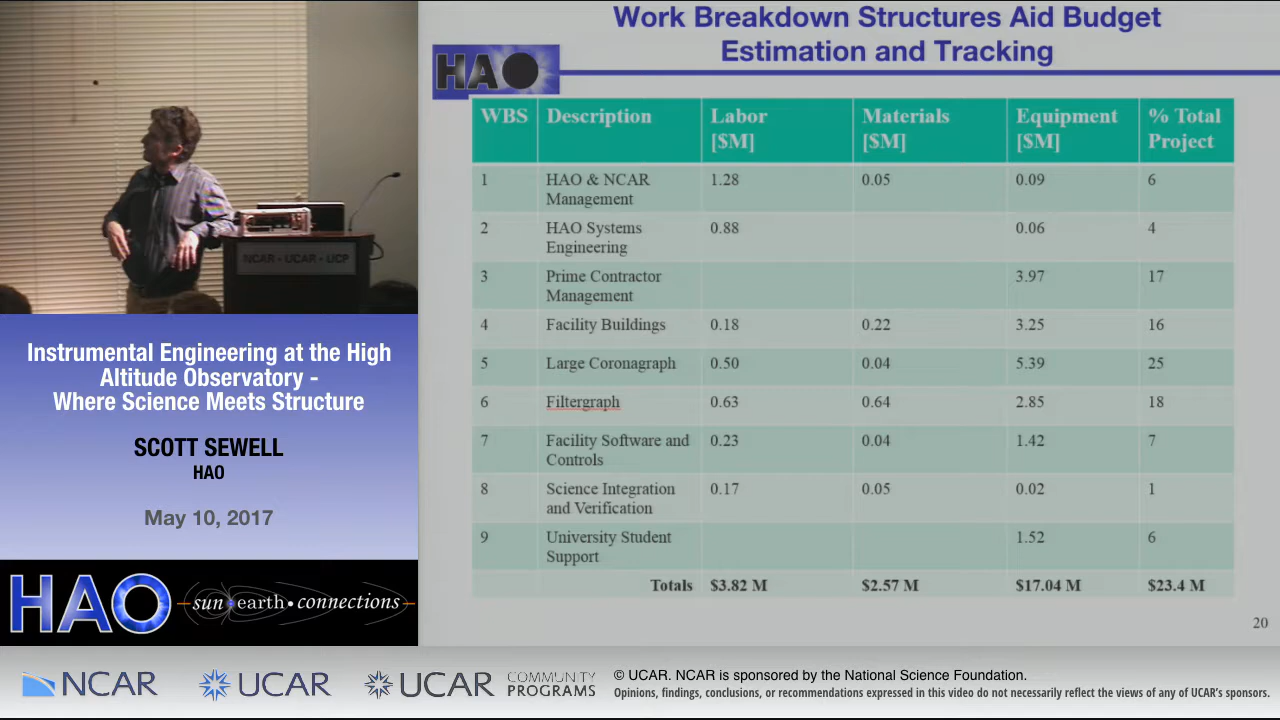 Work Breakdown Structures Aid Budget
Estimation and Tracking
HAO
WBS Description Labor [$M] Materials [$M] Equipment [$M] % Total Project
1 HAO & NCAR Management 1.28 0.05 0.09 6
2 HAO Systems Engineering 0.88 0.06 4
3 Prime Contractor Management 3.97 17
4 Facility Buildings 0.18 0.22 3.25 16
5 Large Coronagraph 0.50 0.04 5.39 25
6 Filtergraph 0.63 0.64 2.85 18
7 Facility Software and Controls 0.23 0.04 1.42 7
8 Science Integration and Verification 0.17 0.05 0.02 1
9 University Student Support 1.52 6
Totals $3.82 M $2.57 M $17.04 M $23.4 M
20
NCAR - UCAR - UCP
Instrumental Engineering at the High
Altitude Observatory -
Where Science Meets Structure
SCOTT SEWELL
HAO
May 10, 2017
HAO sun•earth•connections
NCAR UCAR UCAR COMMUNITY PROGRAMS
© UCAR. NCAR is sponsored by the National Science Foundation.
Opinions, findings, conclusions, or recommendations expressed in this video do not necessarily reflect the views of any of UCAR's sponsors.